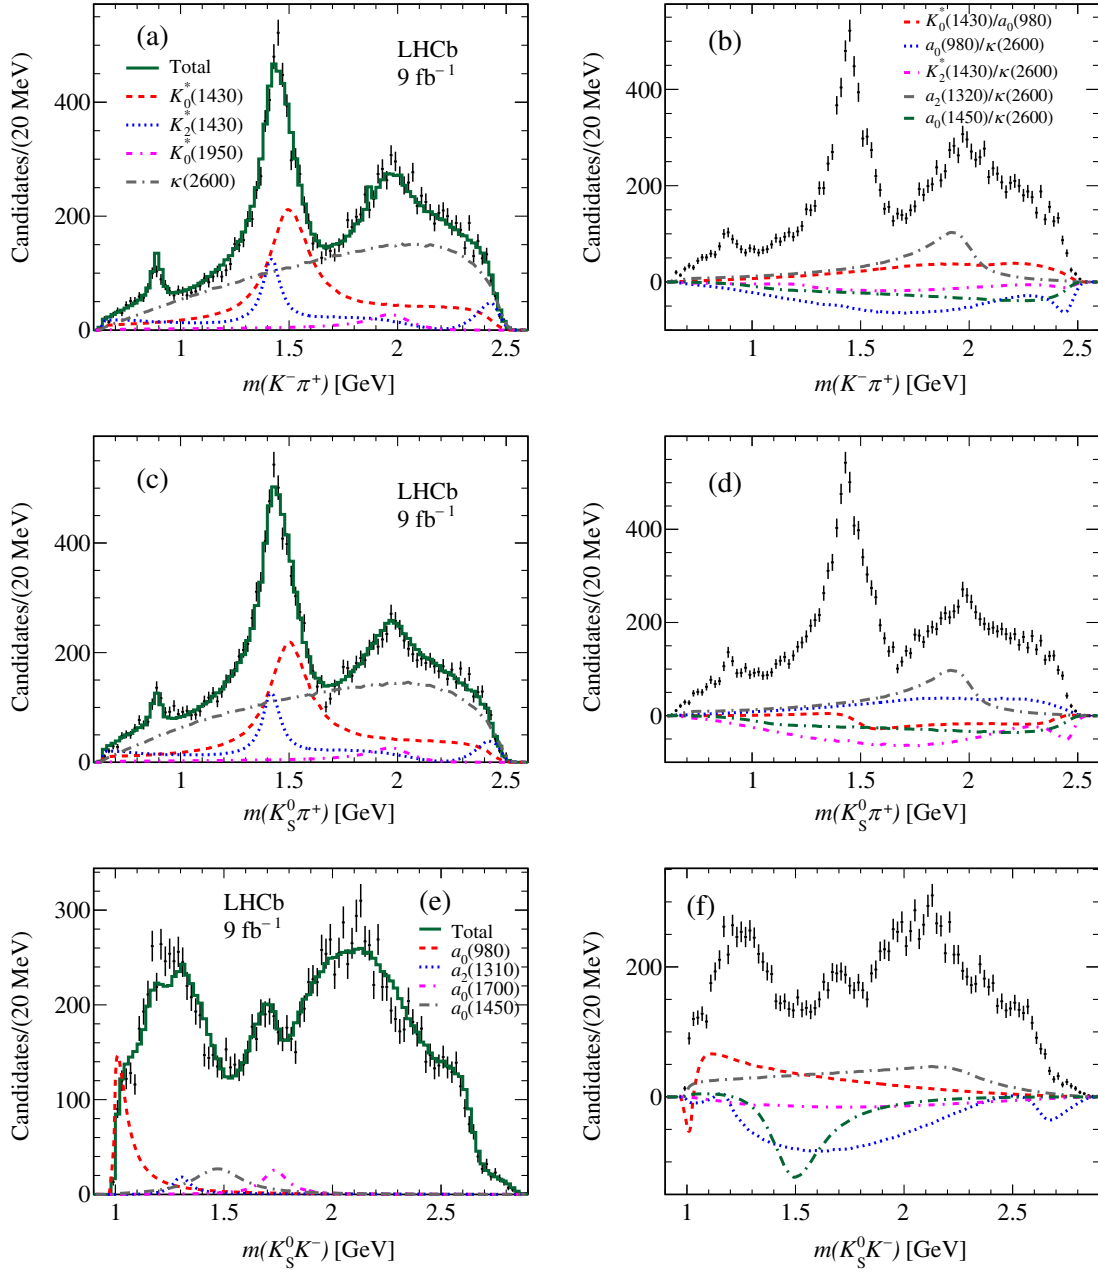 (a)
LHCb
9 fb⁻¹
Total
K₀*(1430)
K₂*(1430)
K₀*(1950)
κ(2600)
Candidates/(20 MeV)
400
200
0
1
1.5
2
2.5
m(K⁻π⁺) [GeV]
(b)
K₀*(1430)/a₀(980)
a₀(980)/κ(2600)
K₂*(1430)/κ(2600)
a₂(1320)/κ(2600)
a₀(1450)/κ(2600)
Candidates/(20 MeV)
400
200
0
1
1.5
2
2.5
m(K⁻π⁺) [GeV]
(c)
LHCb
9 fb⁻¹
Candidates/(20 MeV)
400
200
0
1
1.5
2
2.5
m(K_S⁰π⁺) [GeV]
(d)
Candidates/(20 MeV)
400
200
0
1
1.5
2
2.5
m(K_S⁰π⁺) [GeV]
(e)
LHCb
9 fb⁻¹
Total
a₀(980)
a₂(1310)
a₀(1700)
a₀(1450)
Candidates/(20 MeV)
300
200
100
0
1
1.5
2
2.5
m(K_S⁰K⁻) [GeV]
(f)
Candidates/(20 MeV)
200
0
1
1.5
2
2.5
m(K_S⁰K⁻) [GeV]